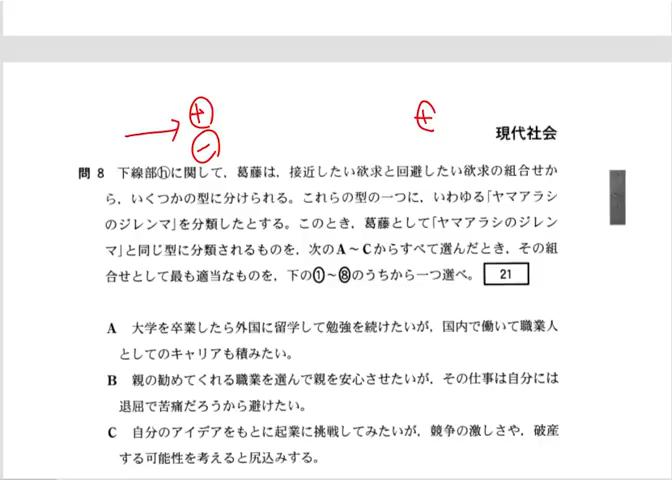 +
−
+
現代社会
問 8 下線部ⓗに関して，葛藤は，接近したい欲求と回避したい欲求の組合せか
ら，いくつかの型に分けられる。これらの型の一つに，いわゆる「ヤマアラシ
のジレンマ」を分類したとする。このとき，葛藤として「ヤマアラシのジレン
マ」と同じ型に分類されるものを，次のA～Cからすべて選んだとき，その組
合せとして最も適当なものを，下の①～⑧のうちから一つ選べ。 21
A 大学を卒業したら外国に留学して勉強を続けたいが，国内で働いて職業人
としてのキャリアも積みたい。
B 親の勧めてくれる職業を選んで親を安心させたいが，その仕事は自分には
退屈で苦痛だろうから避けたい。
C 自分のアイデアをもとに起業に挑戦してみたいが，競争の激しさや，破産
する可能性を考えると尻込みする。